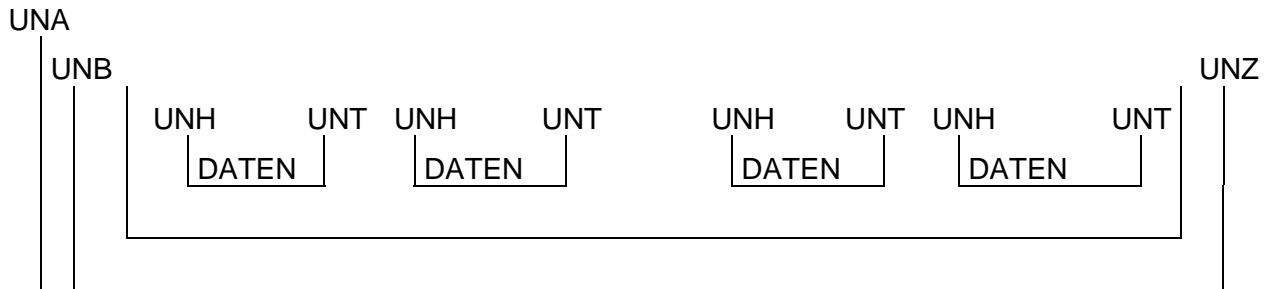 UNA
UNB UNZ
UNH UNT UNH UNT UNH UNT UNH UNT
DATEN DATEN DATEN DATEN